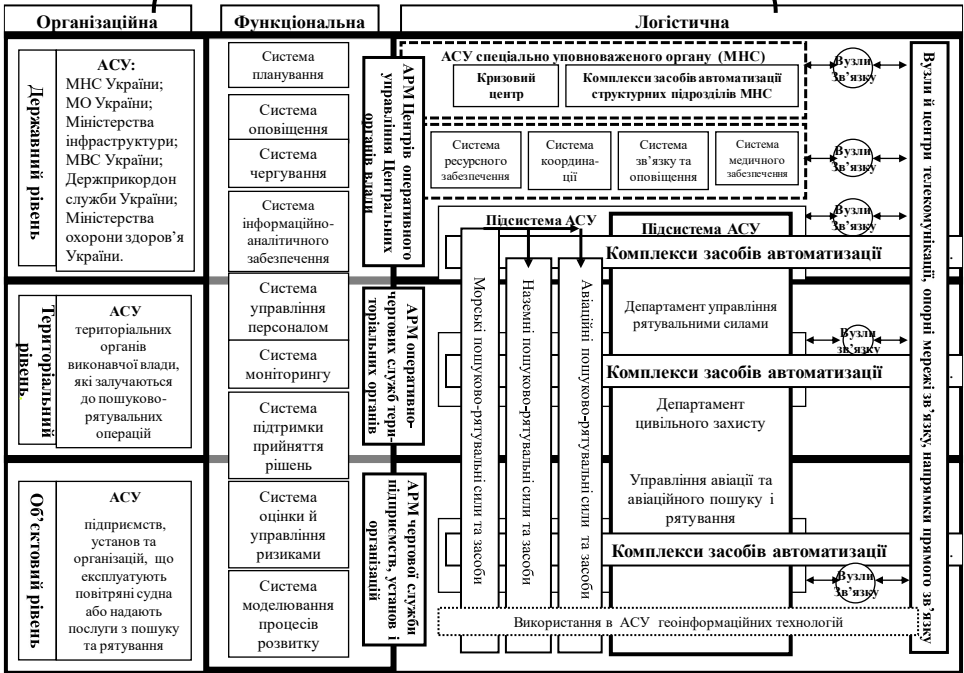 Організаційна
Функціональна
Логістична
Державний рівень
АСУ:
МНС України;
МО України;
Міністерства
інфраструктури;
МВС України;
Держприкордон
служби України;
Міністерства
охорони здоров’я
України.
Територіальний
рівень
АСУ
територіальних
органів
виконавчої влади,
які залучаються
до пошуково-
рятувальних
операцій
Об’єктовий рівень
АСУ
підприємств,
установ та
організацій, що
експлуатують
повітряні судна
або надають
послуги з пошуку
та рятування
Система
планування
Система
оповіщення
Система
чергування
Система
інформаційно-
аналітичного
забезпечення
Система
управління
персоналом
Система
моніторингу
Система
підтримки
прийняття
рішень
Система
оцінки й
управління
ризиками
Система
моделювання
процесів
розвитку
АРМ Центрів оперативного
управління Центральних
органів влади
АРМ оперативно-
чергових служб тери-
торіальних органів
АРМ чергової служби
підприємств, установ і
організацій
АСУ спеціально уповноваженого органу (МНС)
Кризовий
центр
Комплекси засобів автоматизації
структурних підрозділів МНС
Система
ресурсного
забезпечення
Система
координа-
ції
Система
зв’язку та
оповіщення
Система
медичного
забезпечення
Підсистема АСУ
Підсистема АСУ
Комплекси засобів автоматизації
Морські пошуково-рятувальні сили та засоби
Наземні пошуково-рятувальні сили та засоби
Авіаційні пошуково-рятувальні сили та засоби
Департамент управління
рятувальними силами
Комплекси засобів автоматизації
Департамент
цивільного захисту
Управління авіації та
авіаційного пошуку і
рятування
Комплекси засобів автоматизації
Використання в АСУ геоінформаційних технологій
Вузли
Зв’язку
Вузли
Зв’язку
Вузли
Зв’язку
Вузли
зв’язку
Вузли
Зв’язку
Вузли й центри телекомунікації, опорні мережі зв’язку, напрямки прямого зв’язку